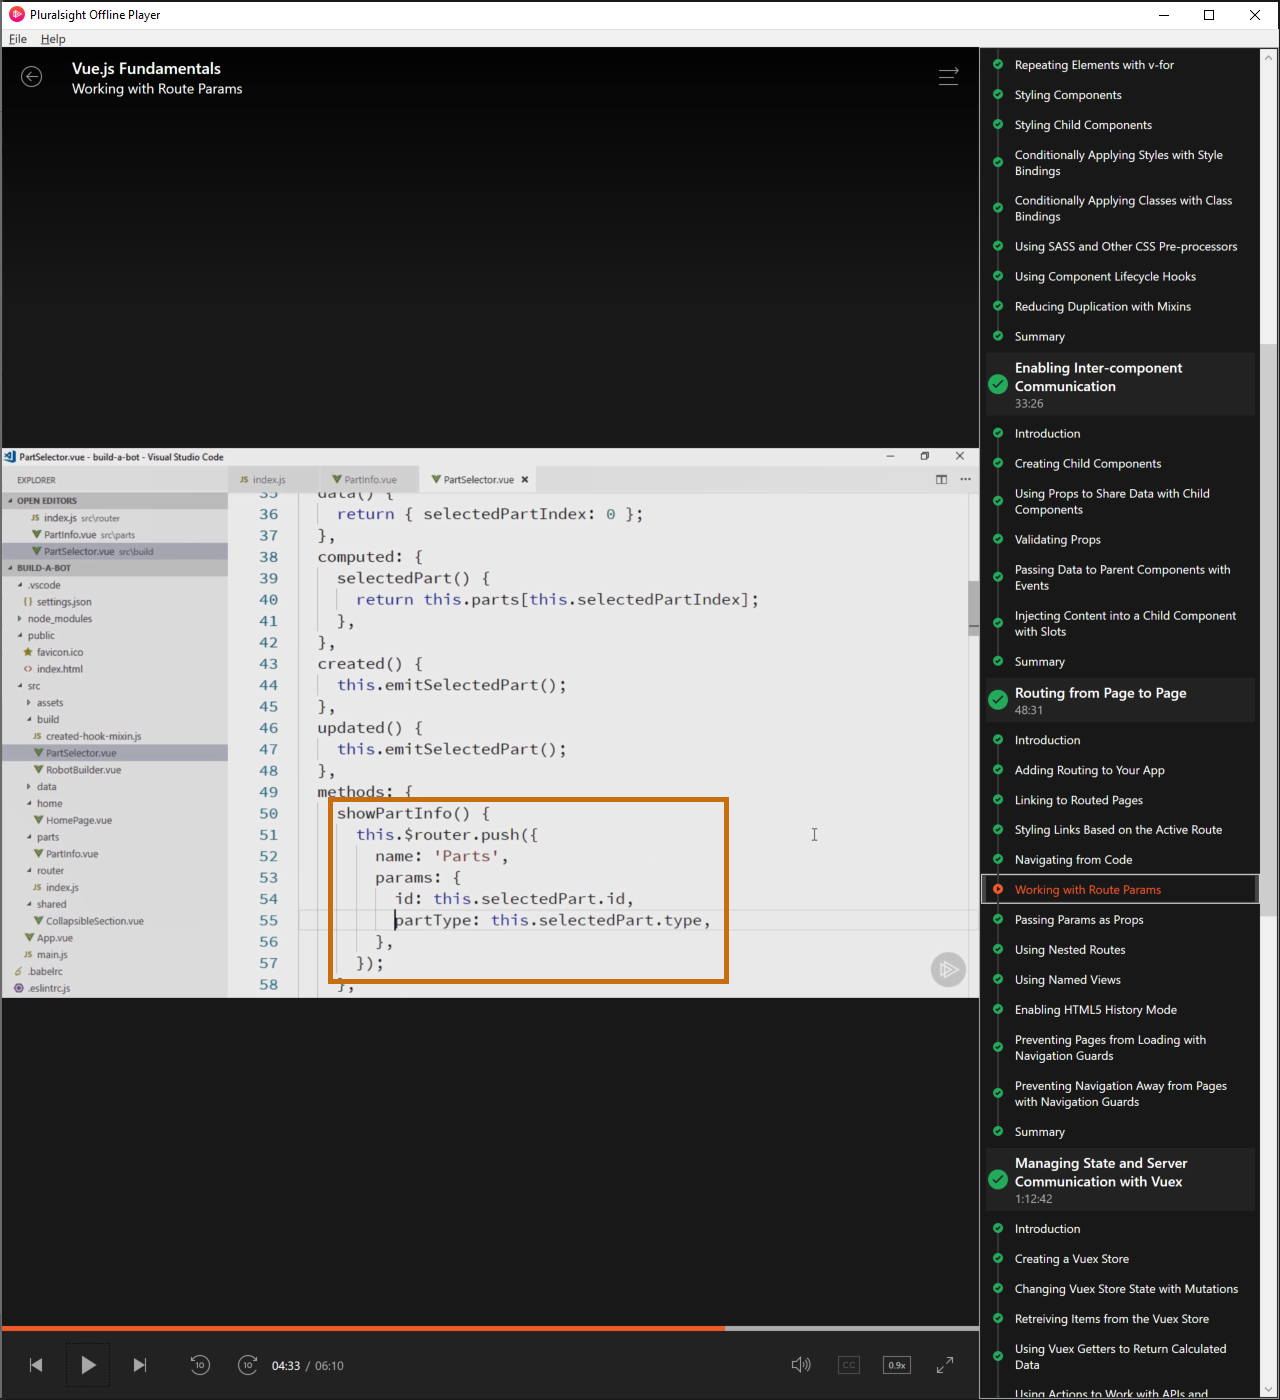 Pluralsight Offline Player
File Help
Vue.js Fundamentals
Working with Route Params
PartSelector.vue - build-a-bot - Visual Studio Code
EXPLORER
OPEN EDITORS
JS index.js src\router
PartInfo.vue src\parts
PartSelector.vue src\build
BUILD-A-BOT
.vscode
{} settings.json
node_modules
public
favicon.ico
<> index.html
src
assets
build
JS created-hook-mixin.js
PartSelector.vue
RobotBuilder.vue
data
home
HomePage.vue
parts
PartInfo.vue
router
JS index.js
shared
CollapsibleSection.vue
App.vue
JS main.js
.babelrc
.eslintrc.js
JS index.js
PartInfo.vue
PartSelector.vue
35 data() {
36 return { selectedPartIndex: 0 };
37 },
38 computed: {
39 selectedPart() {
40 return this.parts[this.selectedPartIndex];
41 },
42 },
43 created() {
44 this.emitSelectedPart();
45 },
46 updated() {
47 this.emitSelectedPart();
48 },
49 methods: {
50 showPartInfo() {
51 this.$router.push({
52 name: 'Parts',
53 params: {
54 id: this.selectedPart.id,
55 partType: this.selectedPart.type,
56 },
57 });
58 },
10
10
04:33 / 06:10
CC
0.9x
Repeating Elements with v-for
Styling Components
Styling Child Components
Conditionally Applying Styles with Style
Bindings
Conditionally Applying Classes with Class
Bindings
Using SASS and Other CSS Pre-processors
Using Component Lifecycle Hooks
Reducing Duplication with Mixins
Summary
Enabling Inter-component
Communication
33:26
Introduction
Creating Child Components
Using Props to Share Data with Child
Components
Validating Props
Passing Data to Parent Components with
Events
Injecting Content into a Child Component
with Slots
Summary
Routing from Page to Page
48:31
Introduction
Adding Routing to Your App
Linking to Routed Pages
Styling Links Based on the Active Route
Navigating from Code
Working with Route Params
Passing Params as Props
Using Nested Routes
Using Named Views
Enabling HTML5 History Mode
Preventing Pages from Loading with
Navigation Guards
Preventing Navigation Away from Pages
with Navigation Guards
Summary
Managing State and Server
Communication with Vuex
1:12:42
Introduction
Creating a Vuex Store
Changing Vuex Store State with Mutations
Retreiving Items from the Vuex Store
Using Vuex Getters to Return Calculated
Data
Using Actions to Work with APIs and